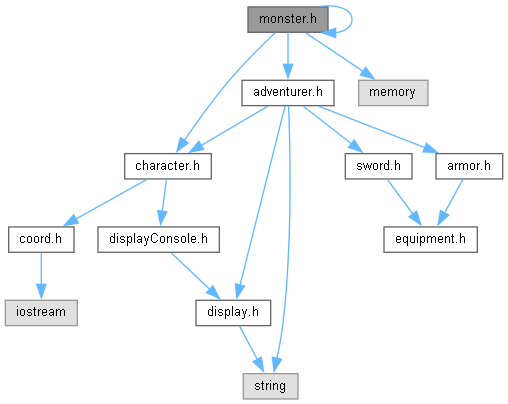 monster.h
adventurer.h
memory
character.h
sword.h
armor.h
coord.h
displayConsole.h
equipment.h
iostream
display.h
string